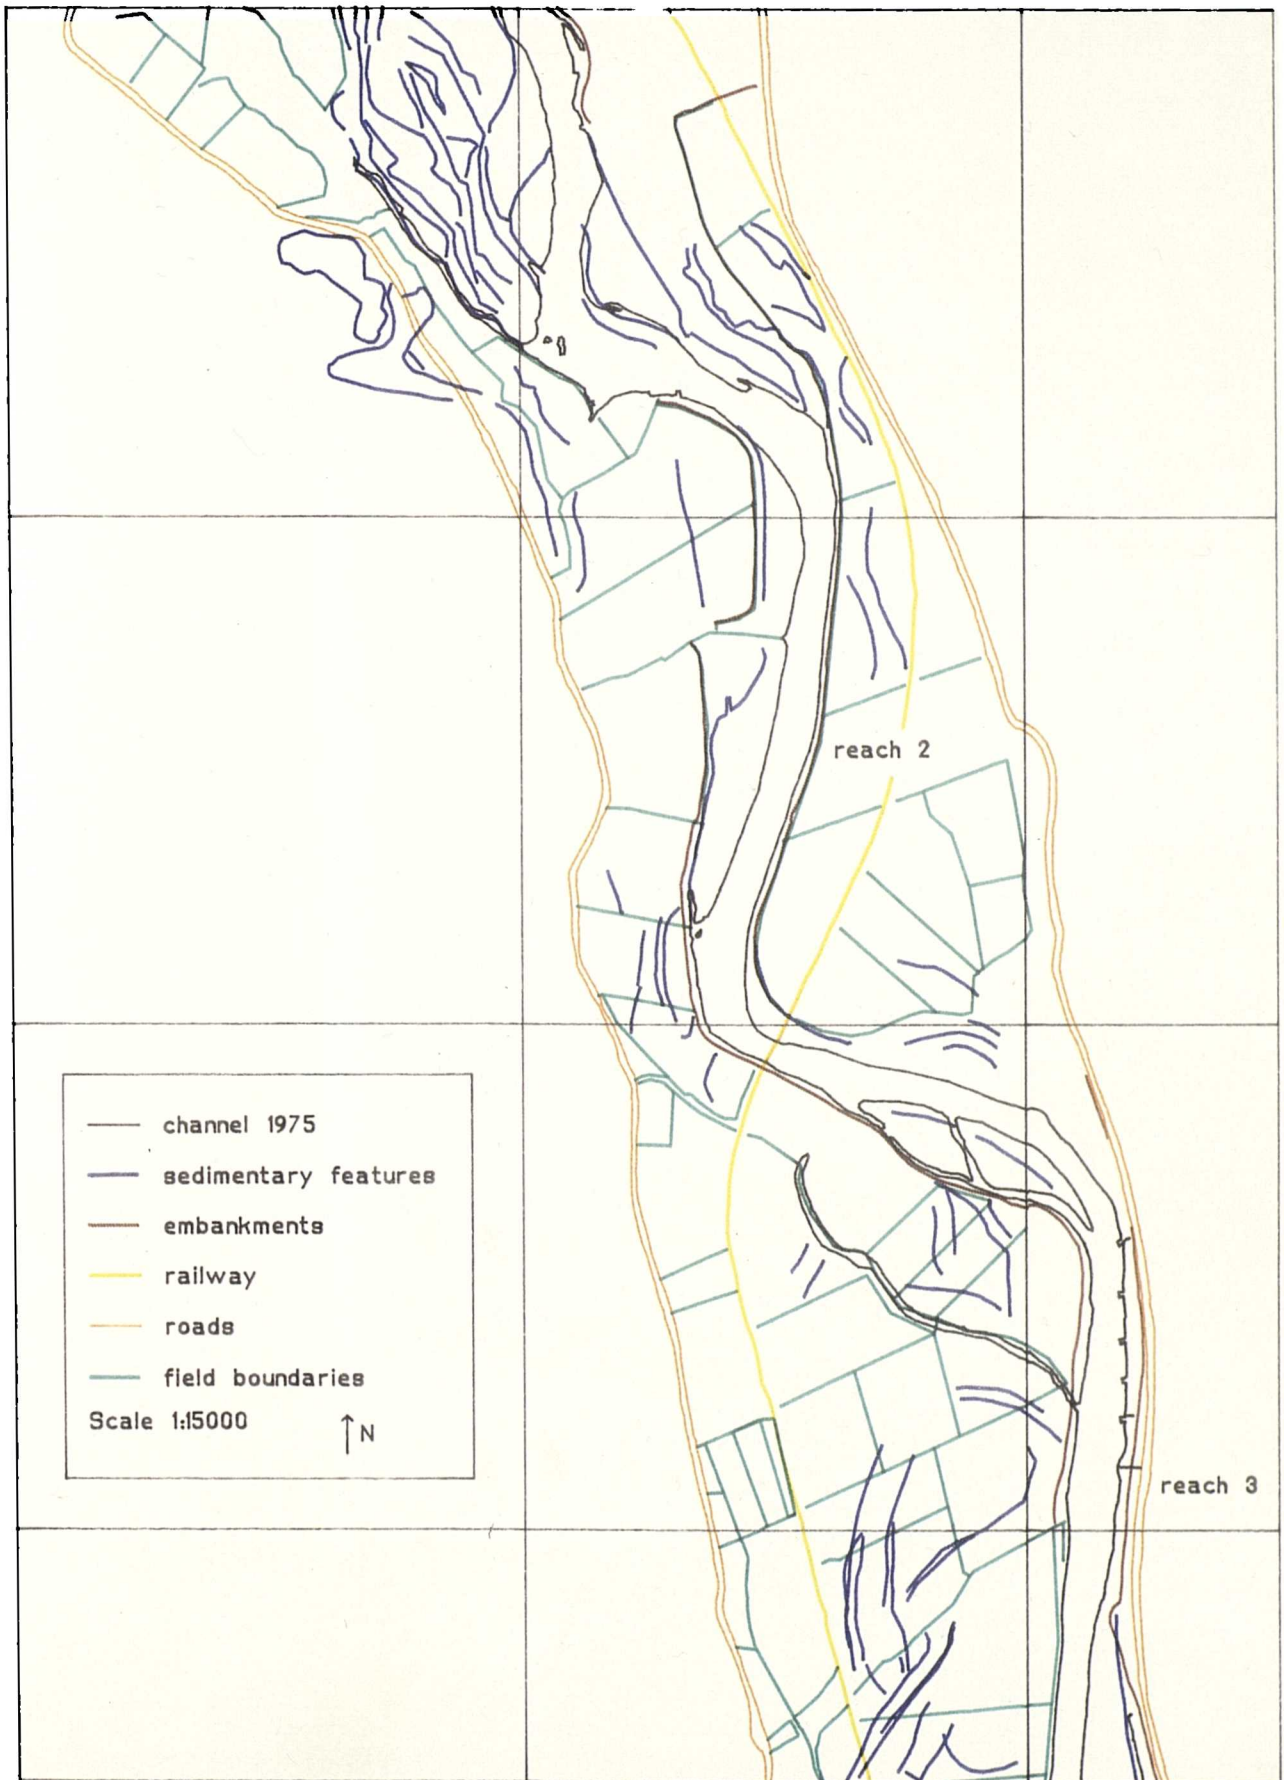 reach 2
channel 1975
sedimentary features
embankments
railway
roads
field boundaries
Scale 1:15000
N
reach 3